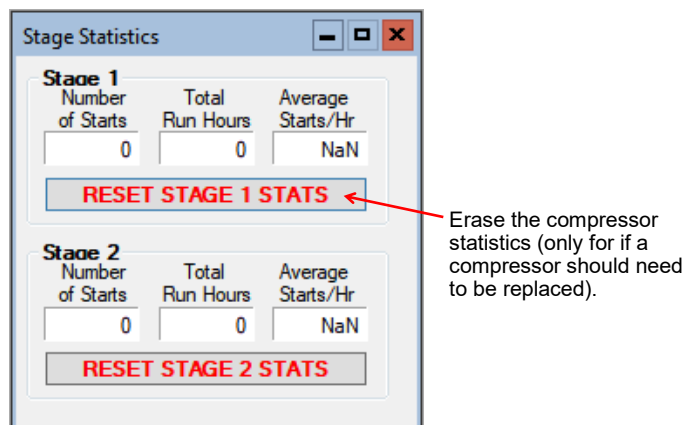 Stage Statistics
Stage 1
Number Total Average
of Starts Run Hours Starts/Hr
0 0 NaN
RESET STAGE 1 STATS
Stage 2
Number Total Average
of Starts Run Hours Starts/Hr
0 0 NaN
RESET STAGE 2 STATS
Erase the compressor
statistics (only for if a
compressor should need
to be replaced).